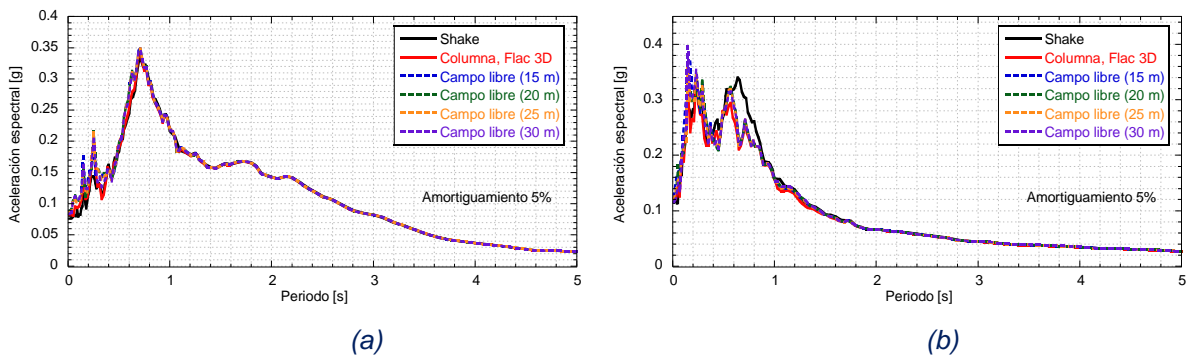 0.4
0.35
0.3
0.25
0.2
0.15
0.1
0.05
0
Aceleración espectral [g]
Shake
Columna, Flac 3D
Campo libre (15 m)
Campo libre (20 m)
Campo libre (25 m)
Campo libre (30 m)
Amortiguamiento 5%
0 1 2 3 4 5
Periodo [s]
(a)
0.4
0.3
0.2
0.1
0
Aceleración espectral [g]
Shake
Columna, Flac 3D
Campo libre (15 m)
Campo libre (20 m)
Campo libre (25 m)
Campo libre (30 m)
Amortiguamiento 5%
0 1 2 3 4 5
Periodo [s]
(b)